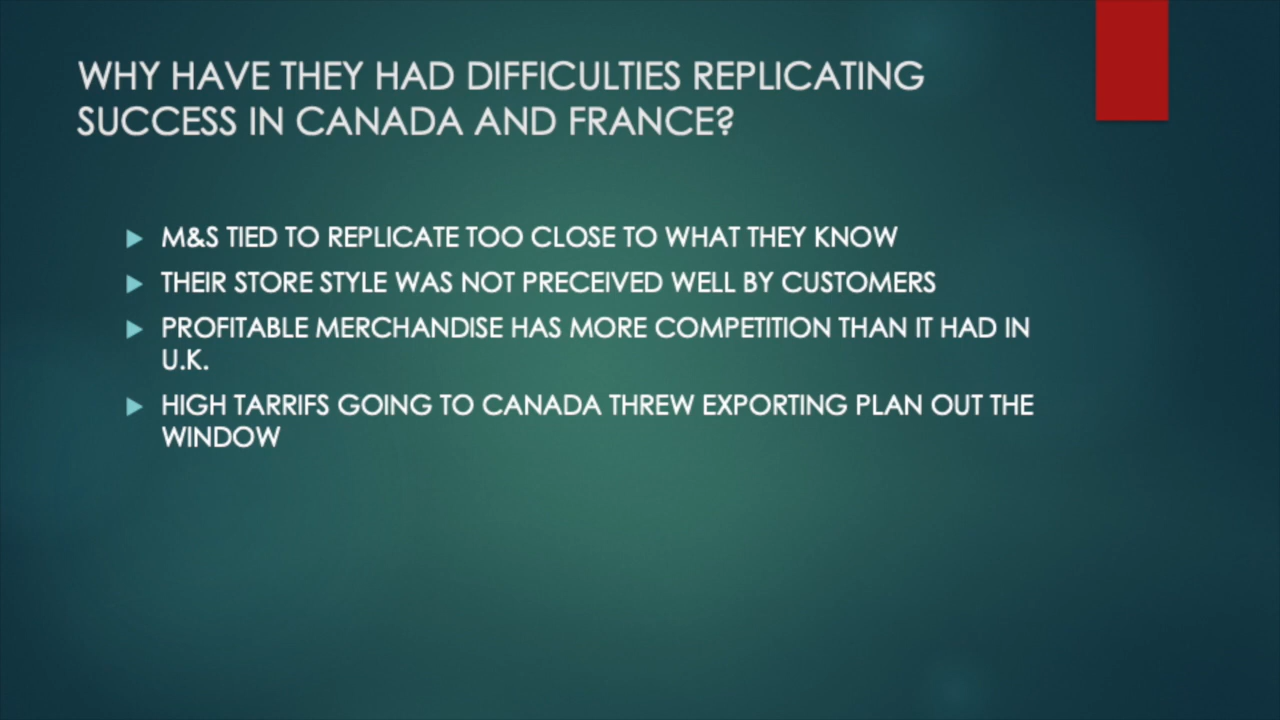 WHY HAVE THEY HAD DIFFICULTIES REPLICATING
SUCCESS IN CANADA AND FRANCE?
M&S TIED TO REPLICATE TOO CLOSE TO WHAT THEY KNOW
THEIR STORE STYLE WAS NOT PRECEIVED WELL BY CUSTOMERS
PROFITABLE MERCHANDISE HAS MORE COMPETITION THAN IT HAD IN
U.K.
HIGH TARRIFS GOING TO CANADA THREW EXPORTING PLAN OUT THE
WINDOW